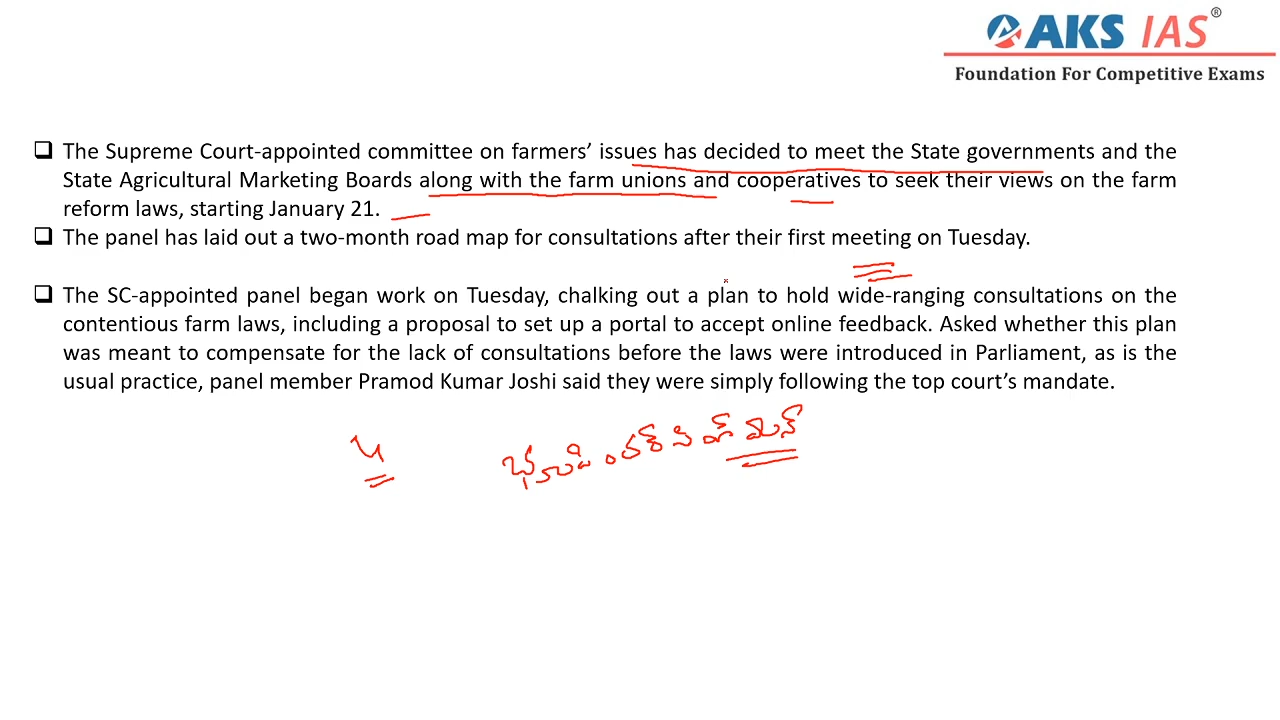 AKS IAS®
Foundation For Competitive Exams
❑ The Supreme Court-appointed committee on farmers’ issues has decided to meet the State governments and the
State Agricultural Marketing Boards along with the farm unions and cooperatives to seek their views on the farm
reform laws, starting January 21.
❑ The panel has laid out a two-month road map for consultations after their first meeting on Tuesday.
❑ The SC-appointed panel began work on Tuesday, chalking out a plan to hold wide-ranging consultations on the
contentious farm laws, including a proposal to set up a portal to accept online feedback. Asked whether this plan
was meant to compensate for the lack of consultations before the laws were introduced in Parliament, as is the
usual practice, panel member Pramod Kumar Joshi said they were simply following the top court’s mandate.
మన్